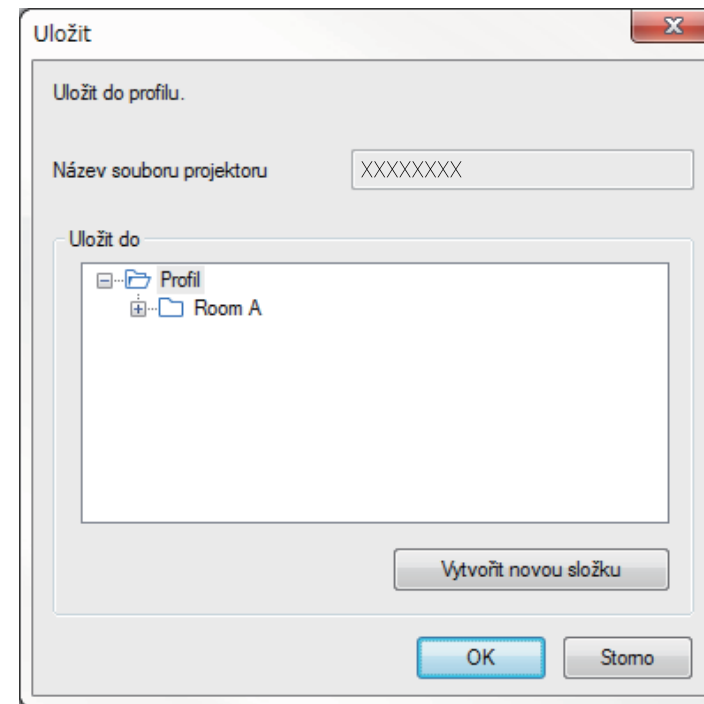 Uložit
Uložit do profilu.
Název souboru projektoru XXXXXXXX
Uložit do
Profil
Room A
Vytvořit novou složku
OK Storno